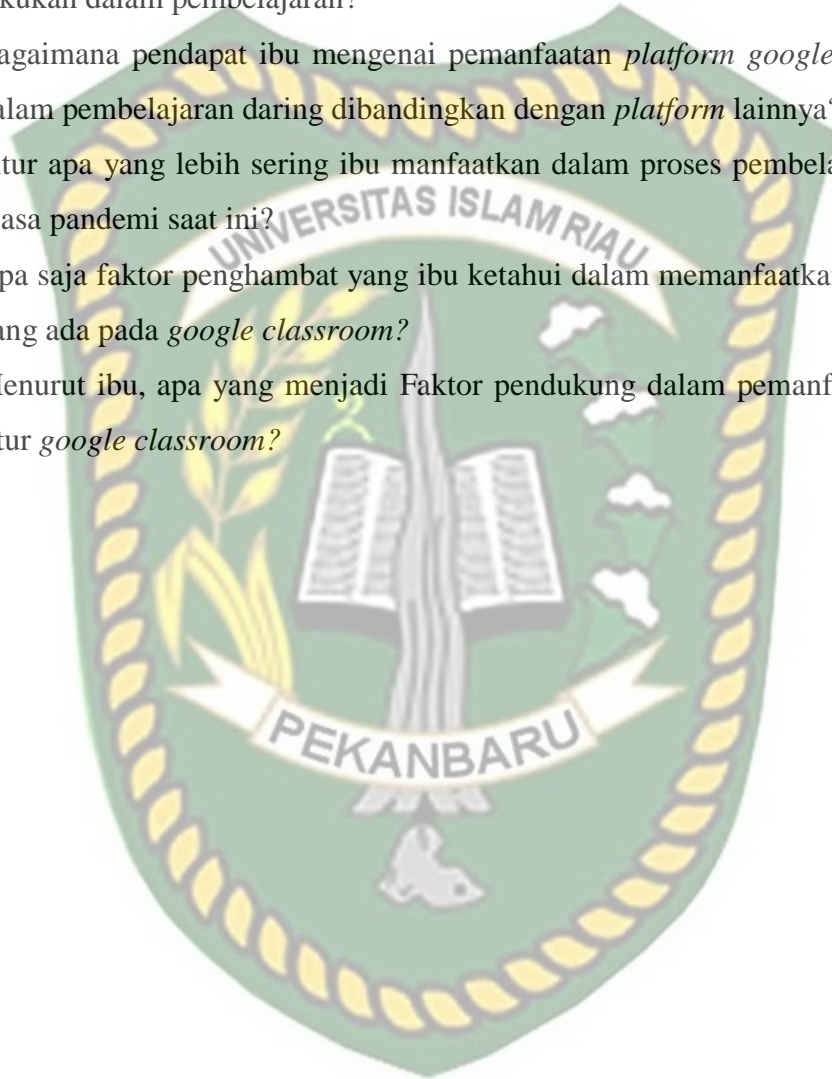 kukan dalam pembelajaran?
agaimana pendapat ibu mengenai pemanfaatan platform google
alam pembelajaran daring dibandingkan dengan platform lainnya?
tur apa yang lebih sering ibu manfaatkan dalam proses pembela
asa pandemi saat ini?
UNIVERSITAS ISLAM RIAU
pa saja faktor penghambat yang ibu ketahui dalam memanfaatka
ang ada pada google classroom?
Menurut ibu, apa yang menjadi Faktor pendukung dalam pemanf
tur google classroom?
PEKANBARU